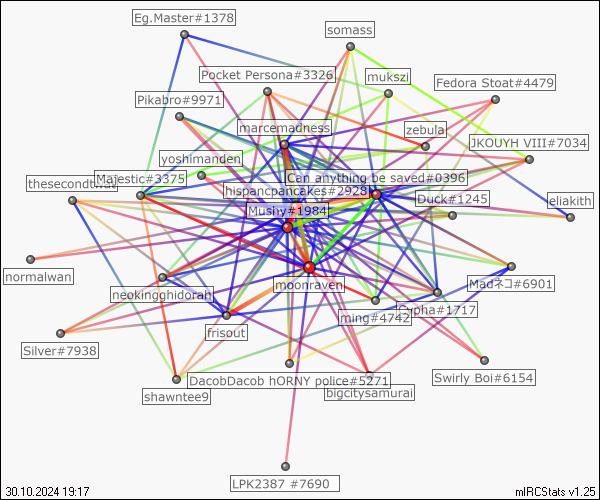 Eg.Master#1378
somass
Pocket Persona#3326
mukszi
Fedora Stoat#4479
Pikabro#9971
marcemadness
zebula
JKOUYH VIII#7034
yoshimanden
Majestic#3375
Can anything be saved#0396
hispancpancakes#2928
Duck#1245
eliakith
Mushy#1984
normalwan
moonraven
Madネコ#6901
neokingghidorah
ming#4742
#1717
frisout
Silver#7938
DacobDacob hORNY police#5271
Swirly Boi#6154
shawntee9
bigcitysamurai
LPK2387 #7690
30.10.2024 19:17
mIRCStats v1.25